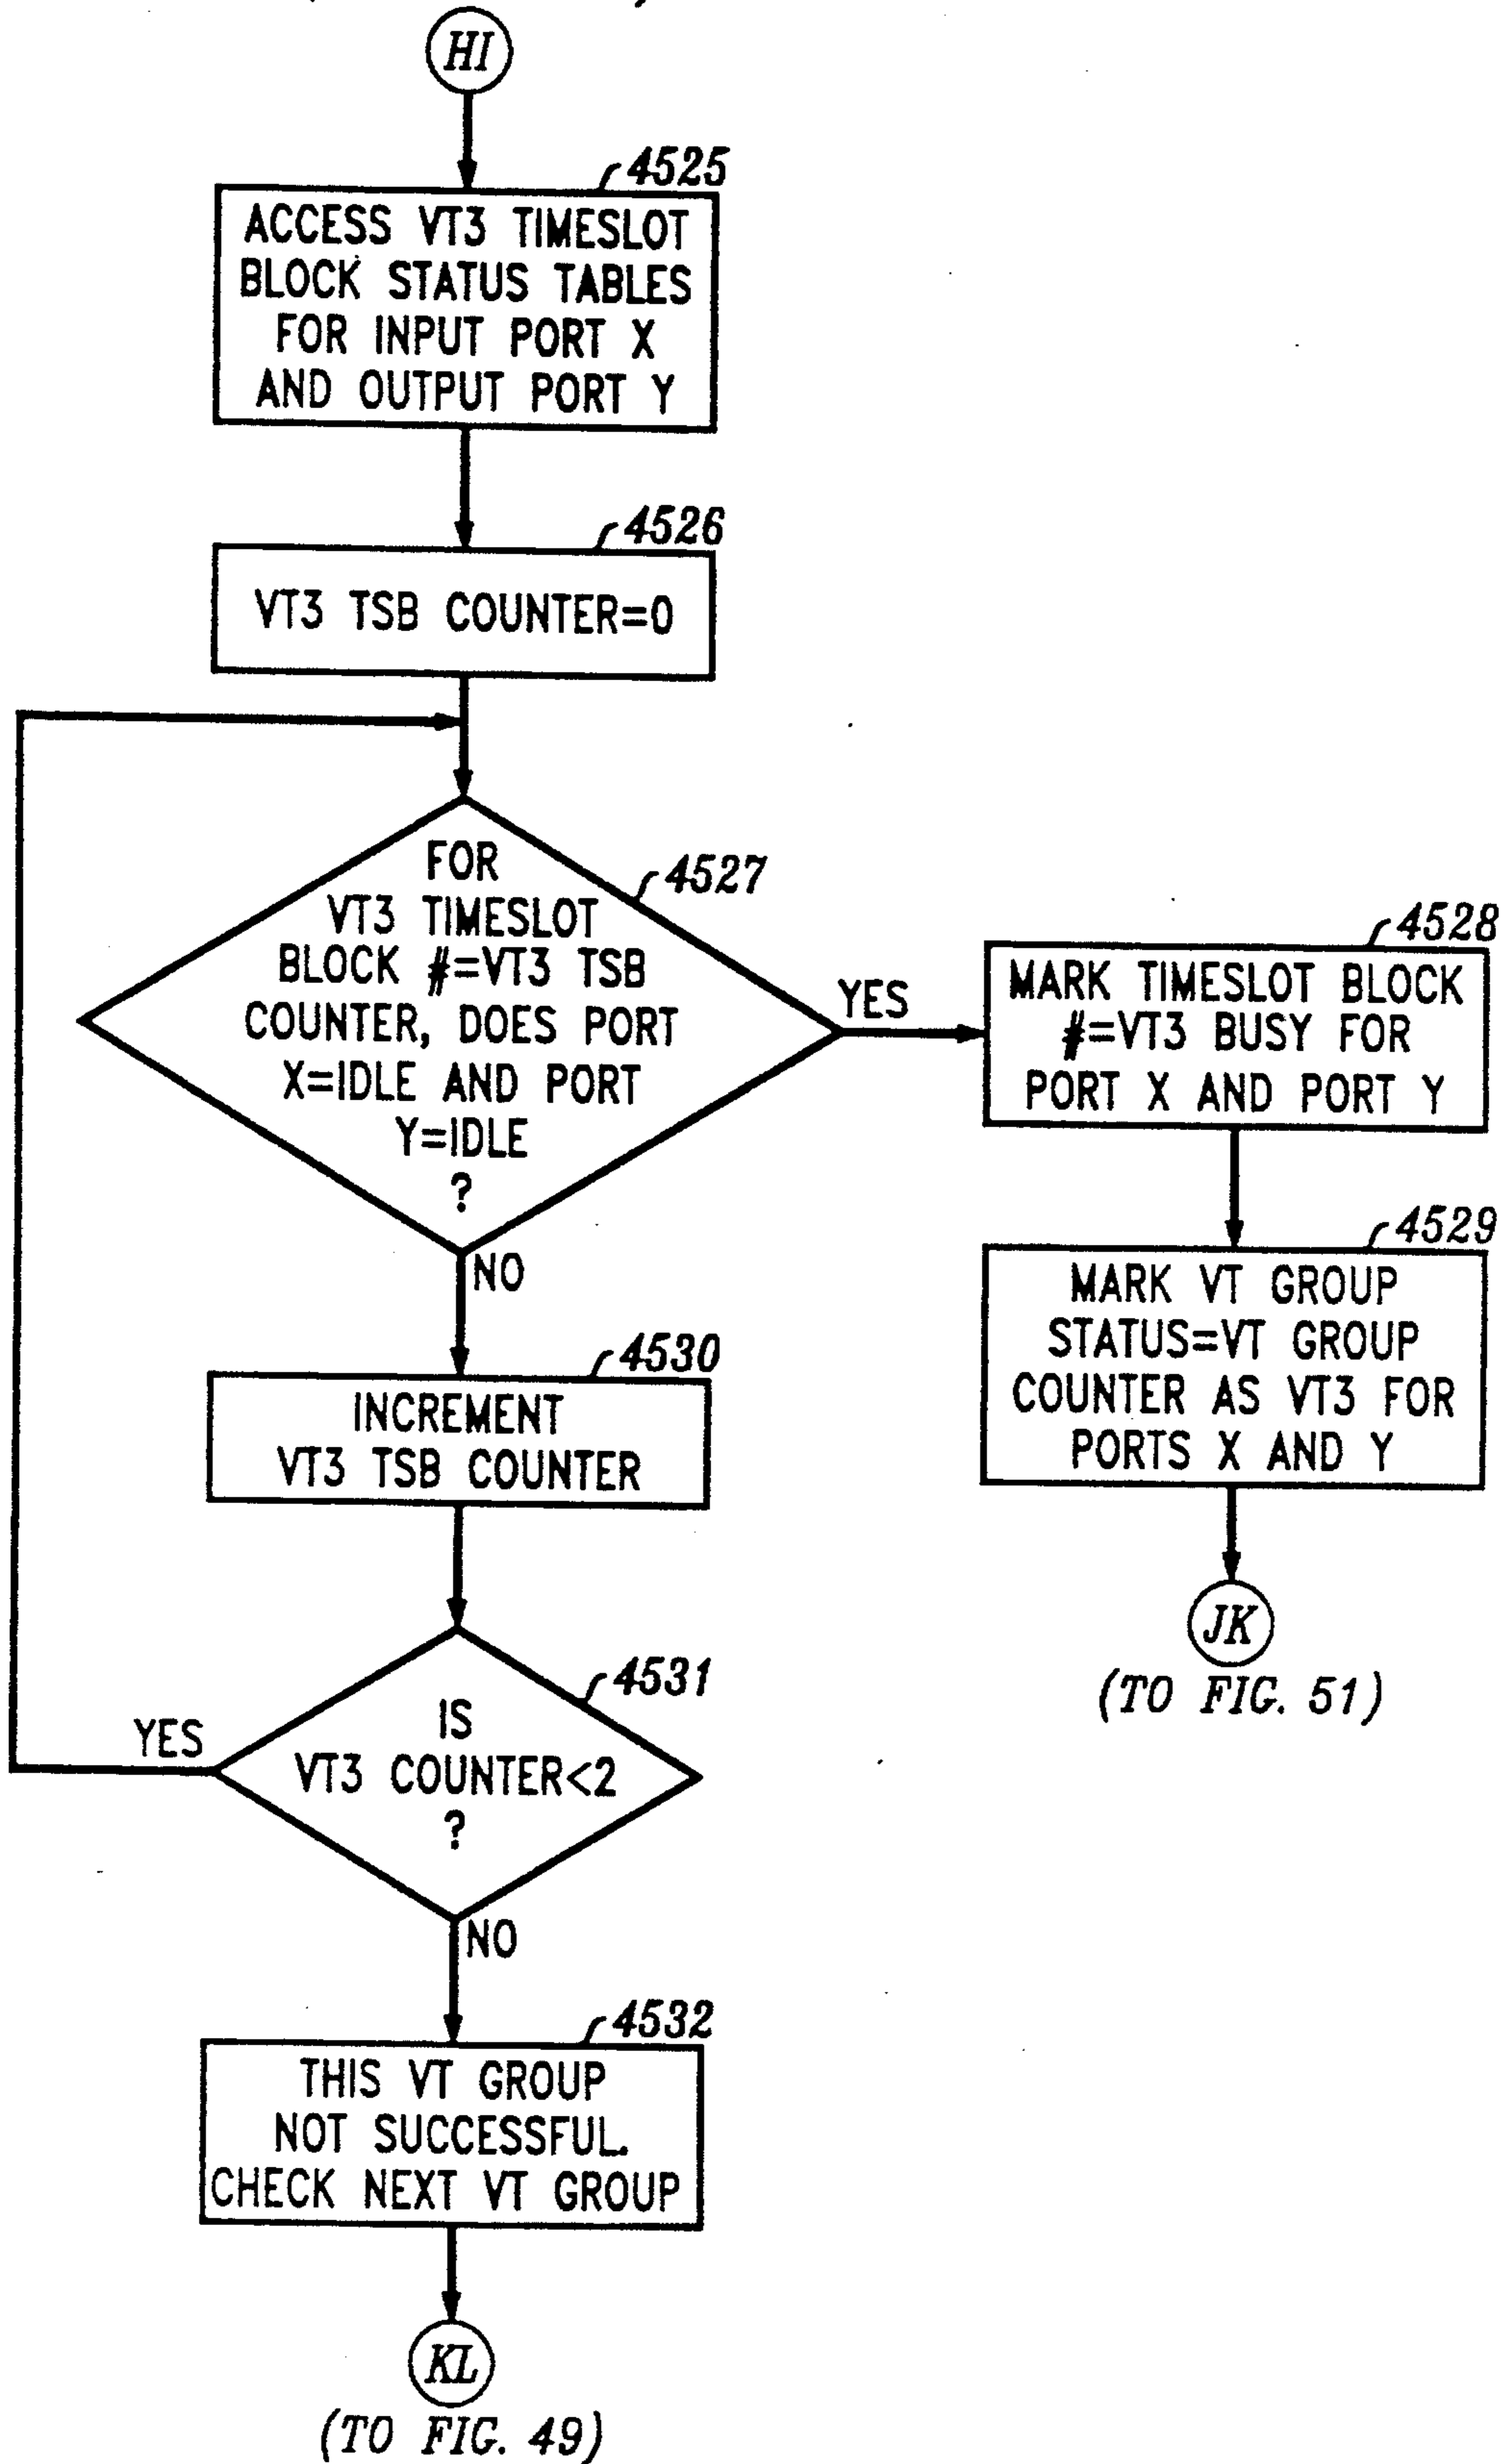 HI
4525
ACCESS VT3 TIMESLOT
BLOCK STATUS TABLES
FOR INPUT PORT X
AND OUTPUT PORT Y
4526
VT3 TSB COUNTER=0
4527
FOR
VT3 TIMESLOT
BLOCK #=VT3 TSB
COUNTER, DOES PORT
X=IDLE AND PORT
Y=IDLE
?
YES
NO
4528
MARK TIMESLOT BLOCK
#=VT3 BUSY FOR
PORT X AND PORT Y
4529
MARK VT GROUP
STATUS=VT GROUP
COUNTER AS VT3 FOR
PORTS X AND Y
JK
(TO FIG. 51)
4530
INCREMENT
VT3 TSB COUNTER
4531
IS
VT3 COUNTER<2
?
YES
NO
4532
THIS VT GROUP
NOT SUCCESSFUL.
CHECK NEXT VT GROUP
KL
(TO FIG. 49)